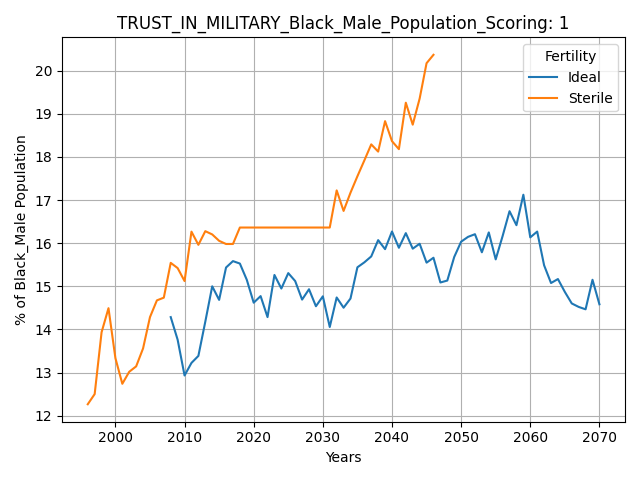 TRUST_IN_MILITARY_Black_Male_Population_Scoring: 1
Fertility
Ideal
Sterile
% of Black_Male Population
20
19
18
17
16
15
14
13
12
2000 2010 2020 2030 2040 2050 2060 2070
Years